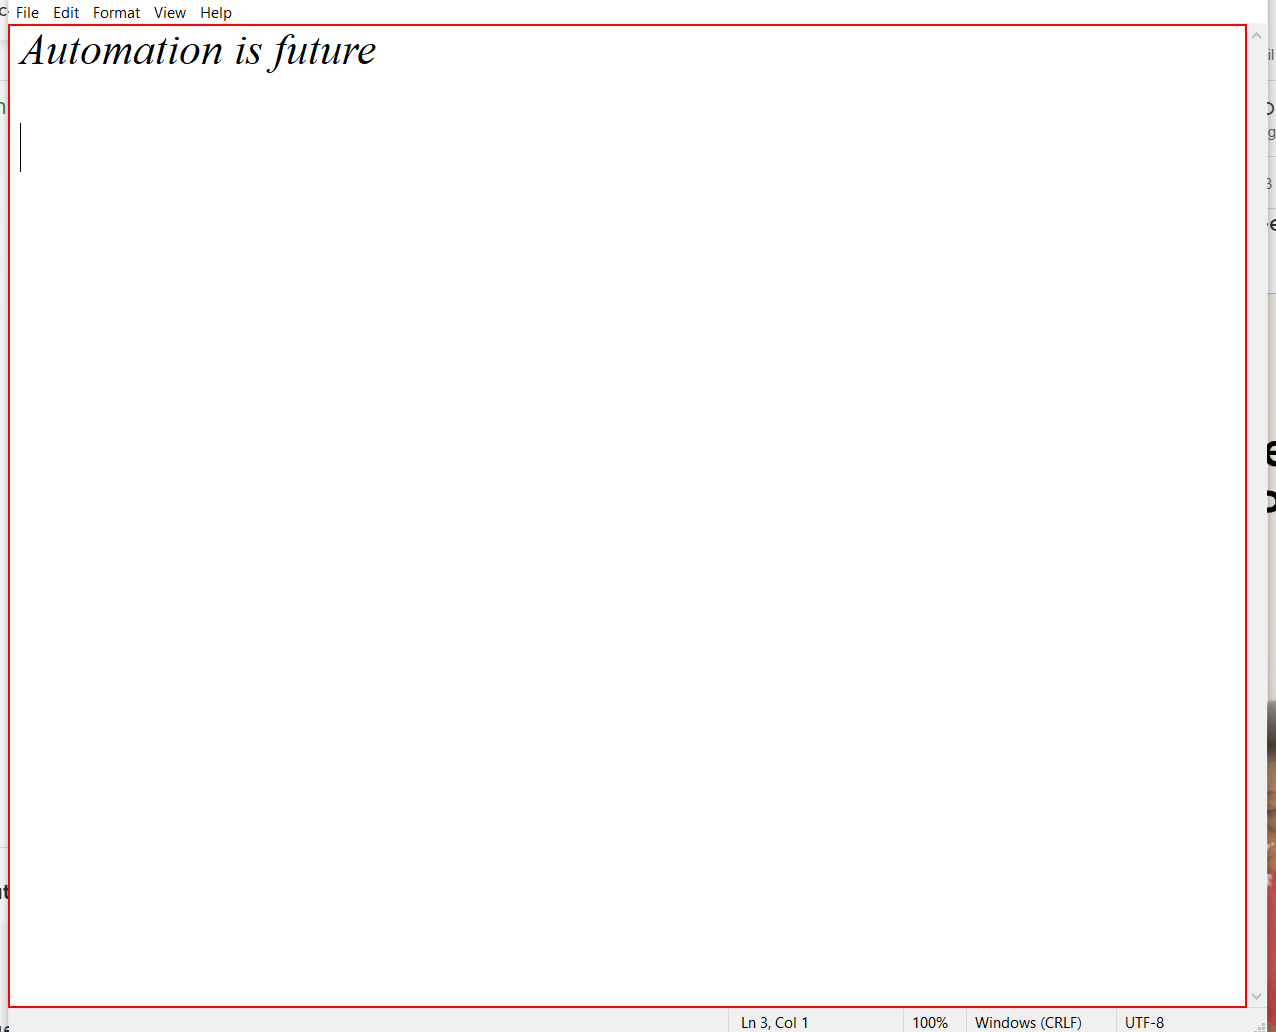 File Edit Format View Help
Automation is future
Ln 3, Col 1 100% Windows (CRLF) UTF-8